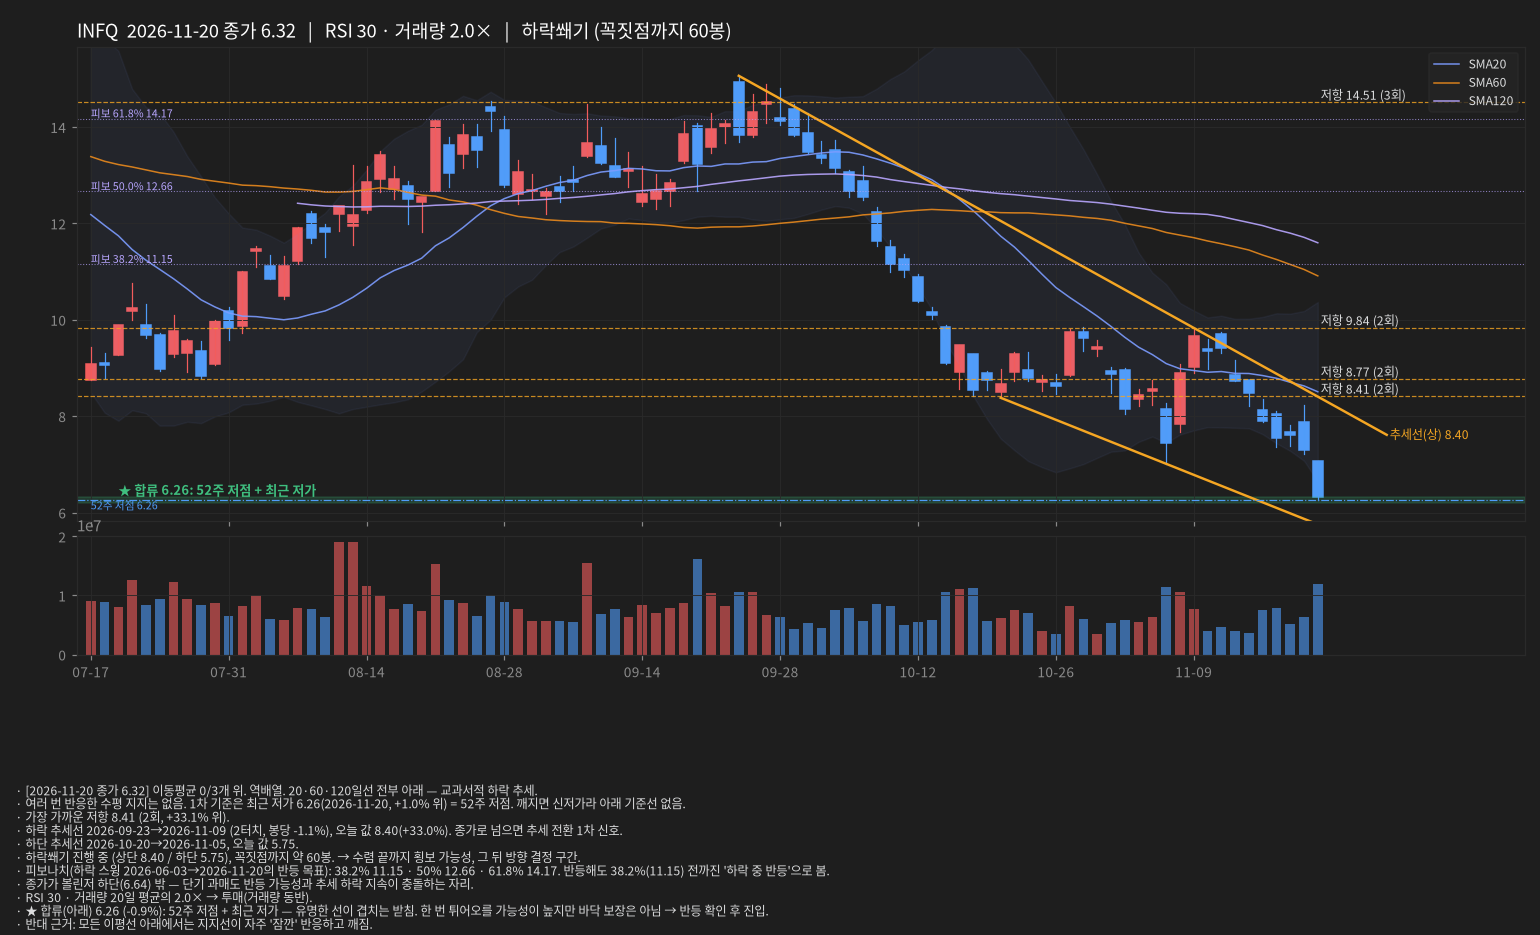 INFQ 2026-11-20 종가 6.32 | RSI 30 · 거래량 2.0× | 하락쐐기 (꼭짓점까지 60봉)
SMA20
SMA60
SMA120
저항 14.51 (3회)
피보 61.8% 14.17
14
피보 50.0% 12.66
12
피보 38.2% 11.15
10
저항 9.84 (2회)
저항 8.77 (2회)
저항 8.41 (2회)
8
추세선(상) 8.40
★ 합류 6.26: 52주 저점 + 최근 저가
52주 저점 6.26
6
1e7
2
1
0
07-17
07-31
08-14
08-28
09-14
09-28
10-12
10-26
11-09
· [2026-11-20 종가 6.32] 이동평균 0/3개 위. 역배열. 20·60·120일선 전부 아래 — 교과서적 하락 추세.
· 여러 번 반응한 수평 지지는 없음. 1차 기준은 최근 저가 6.26(2026-11-20, +1.0% 위) = 52주 저점. 깨지면 신저가라 아래 기준선 없음.
· 가장 가까운 저항 8.41 (2회, +33.1% 위).
· 하락 추세선 2026-09-23→2026-11-09 (2터치, 봉당 -1.1%), 오늘 값 8.40(+33.0%). 종가로 넘으면 추세 전환 1차 신호.
· 하단 추세선 2026-10-20→2026-11-05, 오늘 값 5.75.
· 하락쐐기 진행 중 (상단 8.40 / 하단 5.75), 꼭짓점까지 약 60봉. → 수렴 끝까지 횡보 가능성, 그 뒤 방향 결정 구간.
· 피보나치(하락 스윙 2026-06-03→2026-11-20의 반등 목표): 38.2% 11.15 · 50% 12.66 · 61.8% 14.17. 반등해도 38.2%(11.15) 전까진 '하락 중 반등'으로 봄.
· 종가가 볼린저 하단(6.64) 밖 — 단기 과매도 반등 가능성과 추세 하락 지속이 충돌하는 자리.
· RSI 30 · 거래량 20일 평균의 2.0× → 투매(거래량 동반).
· ★ 합류(아래) 6.26 (-0.9%): 52주 저점 + 최근 저가 — 유명한 선이 겹치는 받침. 한 번 튀어오를 가능성이 높지만 바닥 보장은 아님 → 반등 확인 후 진입.
· 반대 근거: 모든 이평선 아래에서는 지지선이 자주 '잠깐' 반응하고 깨짐.